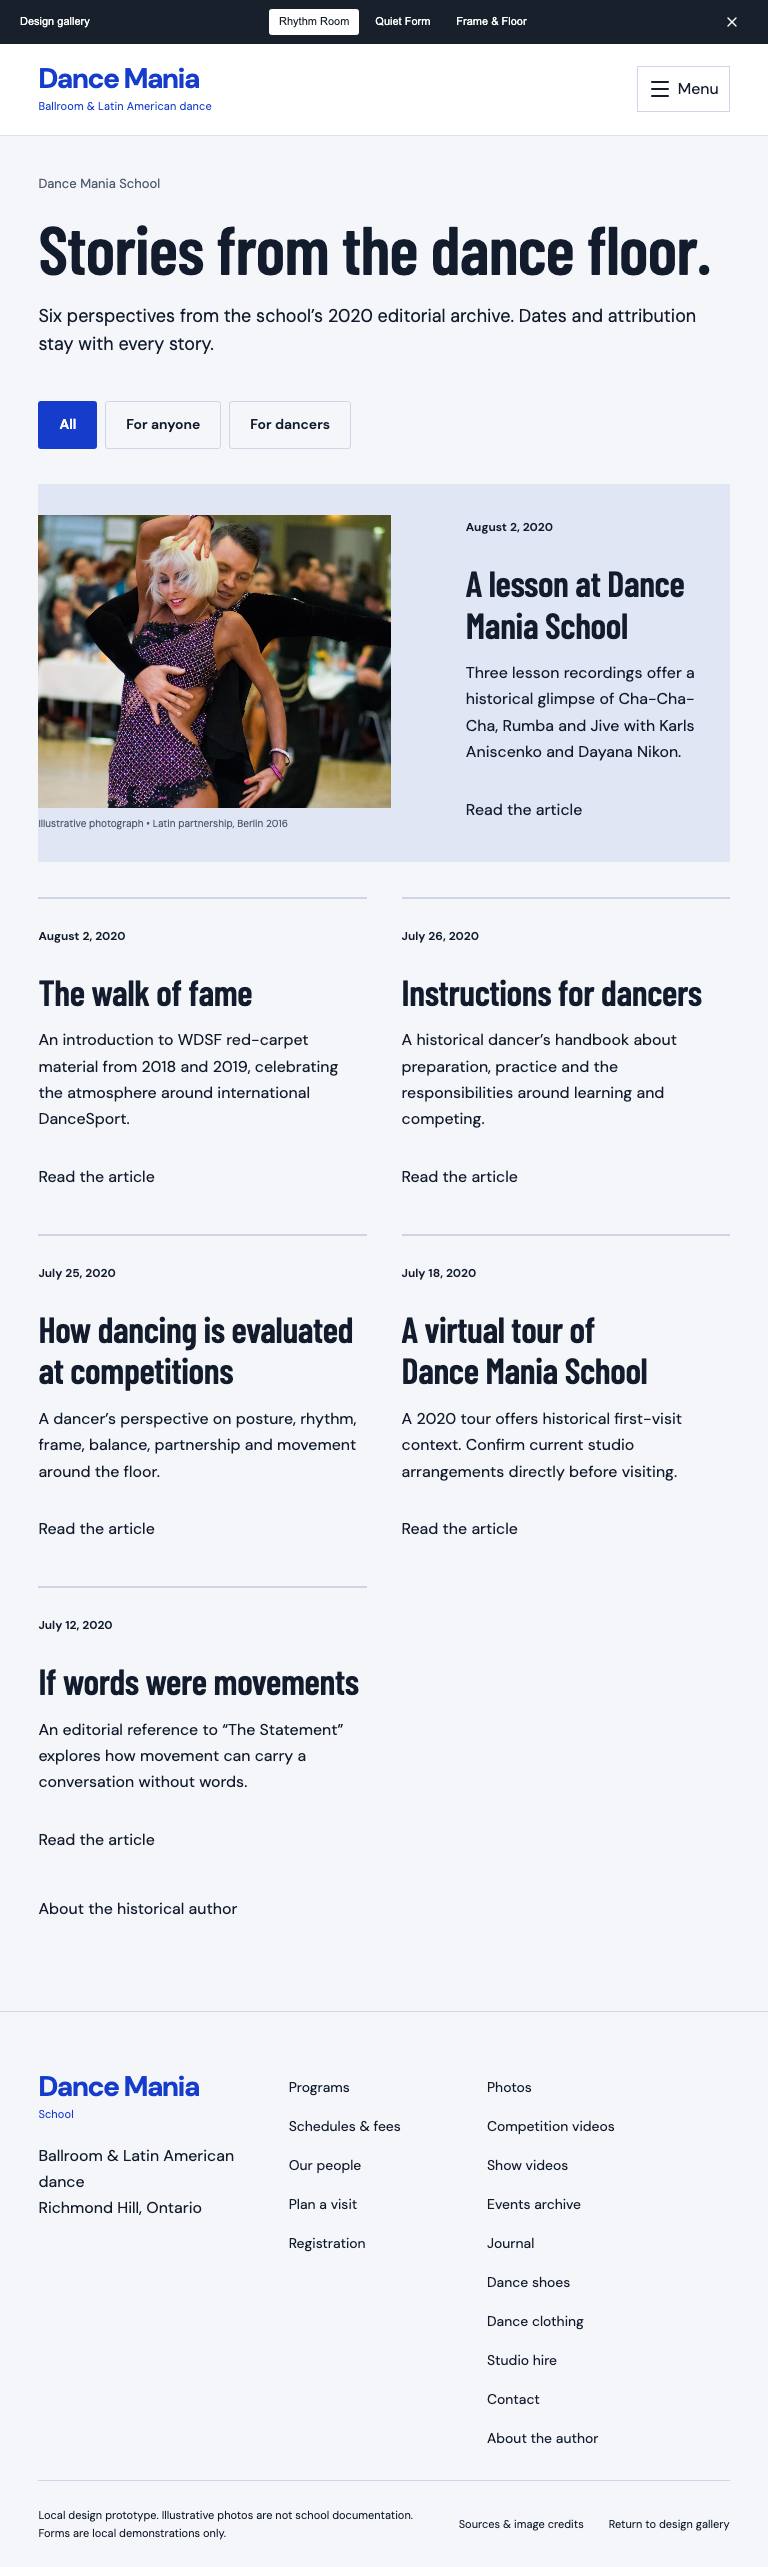 Design gallery
Rhythm Room
Quiet Form
Frame & Floor
Dance Mania
Ballroom & Latin American dance
Menu
Dance Mania School
Stories from the dance floor.
Six perspectives from the school’s 2020 editorial archive. Dates and attribution
stay with every story.
All
For anyone
For dancers
August 2, 2020
A lesson at Dance
Mania School
Three lesson recordings offer a
historical glimpse of Cha-Cha-
Cha, Rumba and Jive with Karls
Aniscenko and Dayana Nikon.
Read the article
Illustrative photograph • Latin partnership, Berlin 2016
August 2, 2020
The walk of fame
An introduction to WDSF red-carpet
material from 2018 and 2019, celebrating
the atmosphere around international
DanceSport.
Read the article
July 26, 2020
Instructions for dancers
A historical dancer’s handbook about
preparation, practice and the
responsibilities around learning and
competing.
Read the article
July 25, 2020
How dancing is evaluated
at competitions
A dancer’s perspective on posture, rhythm,
frame, balance, partnership and movement
around the floor.
Read the article
July 18, 2020
A virtual tour of
Dance Mania School
A 2020 tour offers historical first-visit
context. Confirm current studio
arrangements directly before visiting.
Read the article
July 12, 2020
If words were movements
An editorial reference to “The Statement”
explores how movement can carry a
conversation without words.
Read the article
About the historical author
Dance Mania
School
Ballroom & Latin American
dance
Richmond Hill, Ontario
Programs
Schedules & fees
Our people
Plan a visit
Registration
Photos
Competition videos
Show videos
Events archive
Journal
Dance shoes
Dance clothing
Studio hire
Contact
About the author
Local design prototype. Illustrative photos are not school documentation.
Forms are local demonstrations only.
Sources & image credits
Return to design gallery